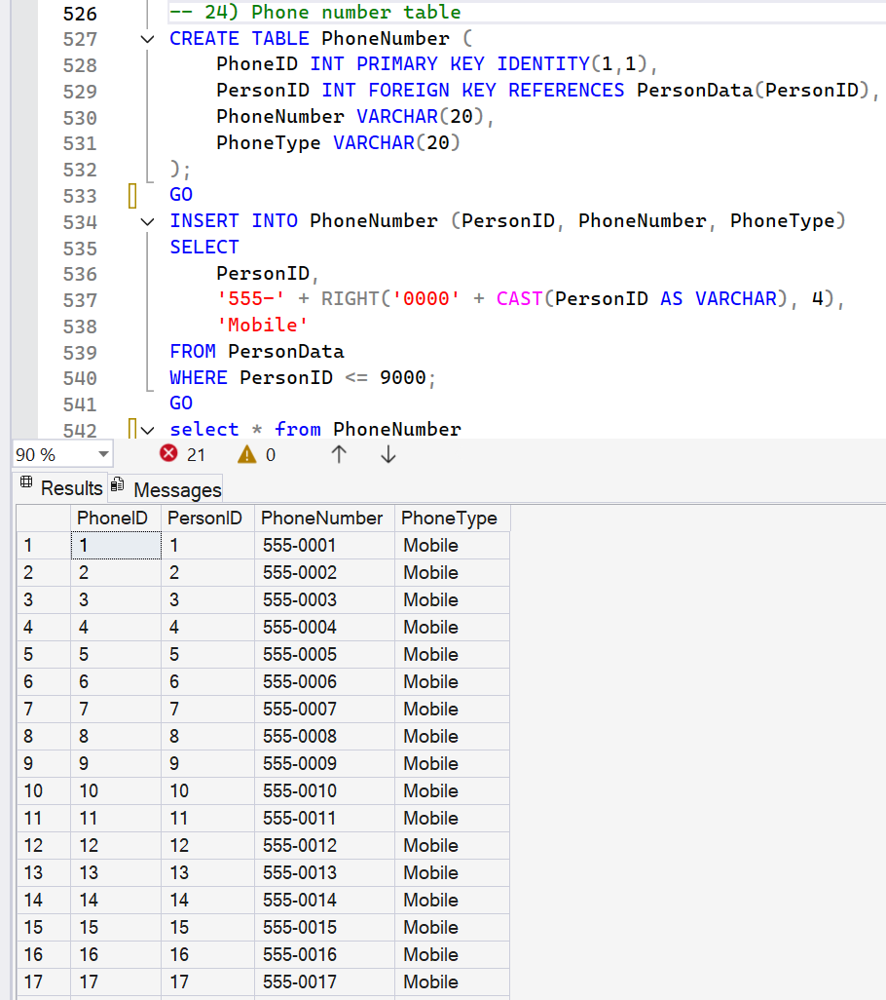 526 -- 24) Phone number table
527 CREATE TABLE PhoneNumber (
528 PhoneID INT PRIMARY KEY IDENTITY(1,1),
529 PersonID INT FOREIGN KEY REFERENCES PersonData(PersonID),
530 PhoneNumber VARCHAR(20),
531 PhoneType VARCHAR(20)
532 );
533 GO
534 INSERT INTO PhoneNumber (PersonID, PhoneNumber, PhoneType)
535 SELECT
536 PersonID,
537 '555-' + RIGHT('0000' + CAST(PersonID AS VARCHAR), 4),
538 'Mobile'
539 FROM PersonData
540 WHERE PersonID <= 9000;
541 GO
542 select * from PhoneNumber
90 % 21 0
Results Messages
PhoneID PersonID PhoneNumber PhoneType
1 1 1 555-0001 Mobile
2 2 2 555-0002 Mobile
3 3 3 555-0003 Mobile
4 4 4 555-0004 Mobile
5 5 5 555-0005 Mobile
6 6 6 555-0006 Mobile
7 7 7 555-0007 Mobile
8 8 8 555-0008 Mobile
9 9 9 555-0009 Mobile
10 10 10 555-0010 Mobile
11 11 11 555-0011 Mobile
12 12 12 555-0012 Mobile
13 13 13 555-0013 Mobile
14 14 14 555-0014 Mobile
15 15 15 555-0015 Mobile
16 16 16 555-0016 Mobile
17 17 17 555-0017 Mobile